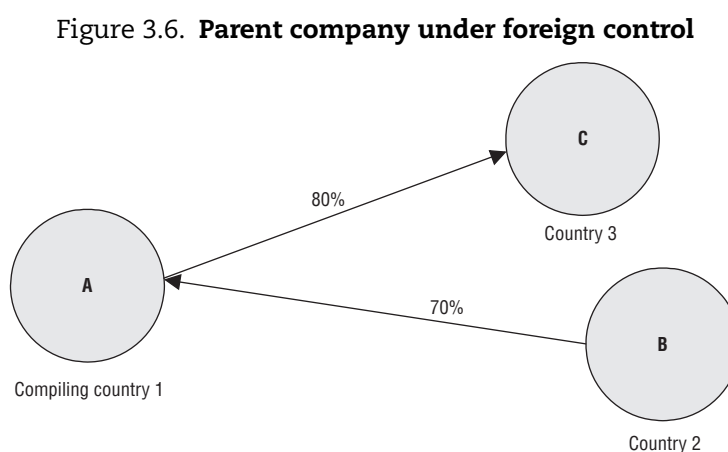 Figure 3.6. Parent company under foreign control
C
80%
Country 3
A
70%
B
Compiling country 1
Country 2